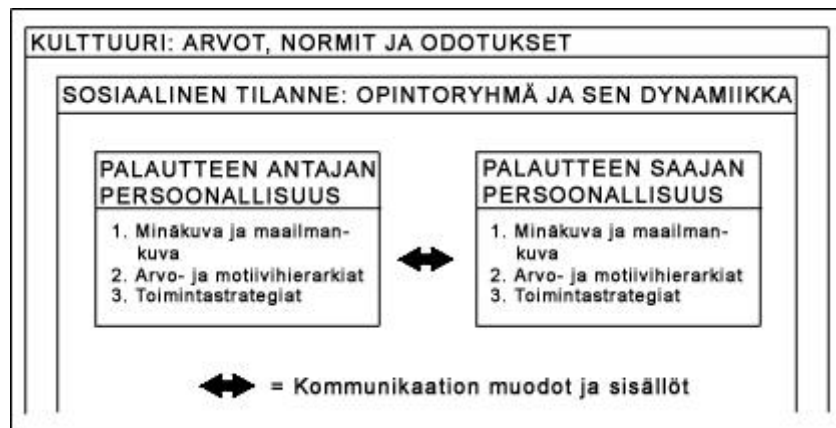 KULTTUURI: ARVOT, NORMIT JA ODOTUKSET
SOSIAALINEN TILANNE: OPINTORYHMÄ JA SEN DYNAMIIKKA
PALAUTTEEN ANTAJAN
PERSOONALLISUUS
1. Minäkuva ja maailman-
kuva
2. Arvo- ja motiivihierarkiat
3. Toimintastrategiat
PALAUTTEEN SAAJAN
PERSOONALLISUUS
1. Minäkuva ja maailman-
kuva
2. Arvo- ja motiivihierarkiat
3. Toimintastrategiat
= Kommunikaation muodot ja sisällöt